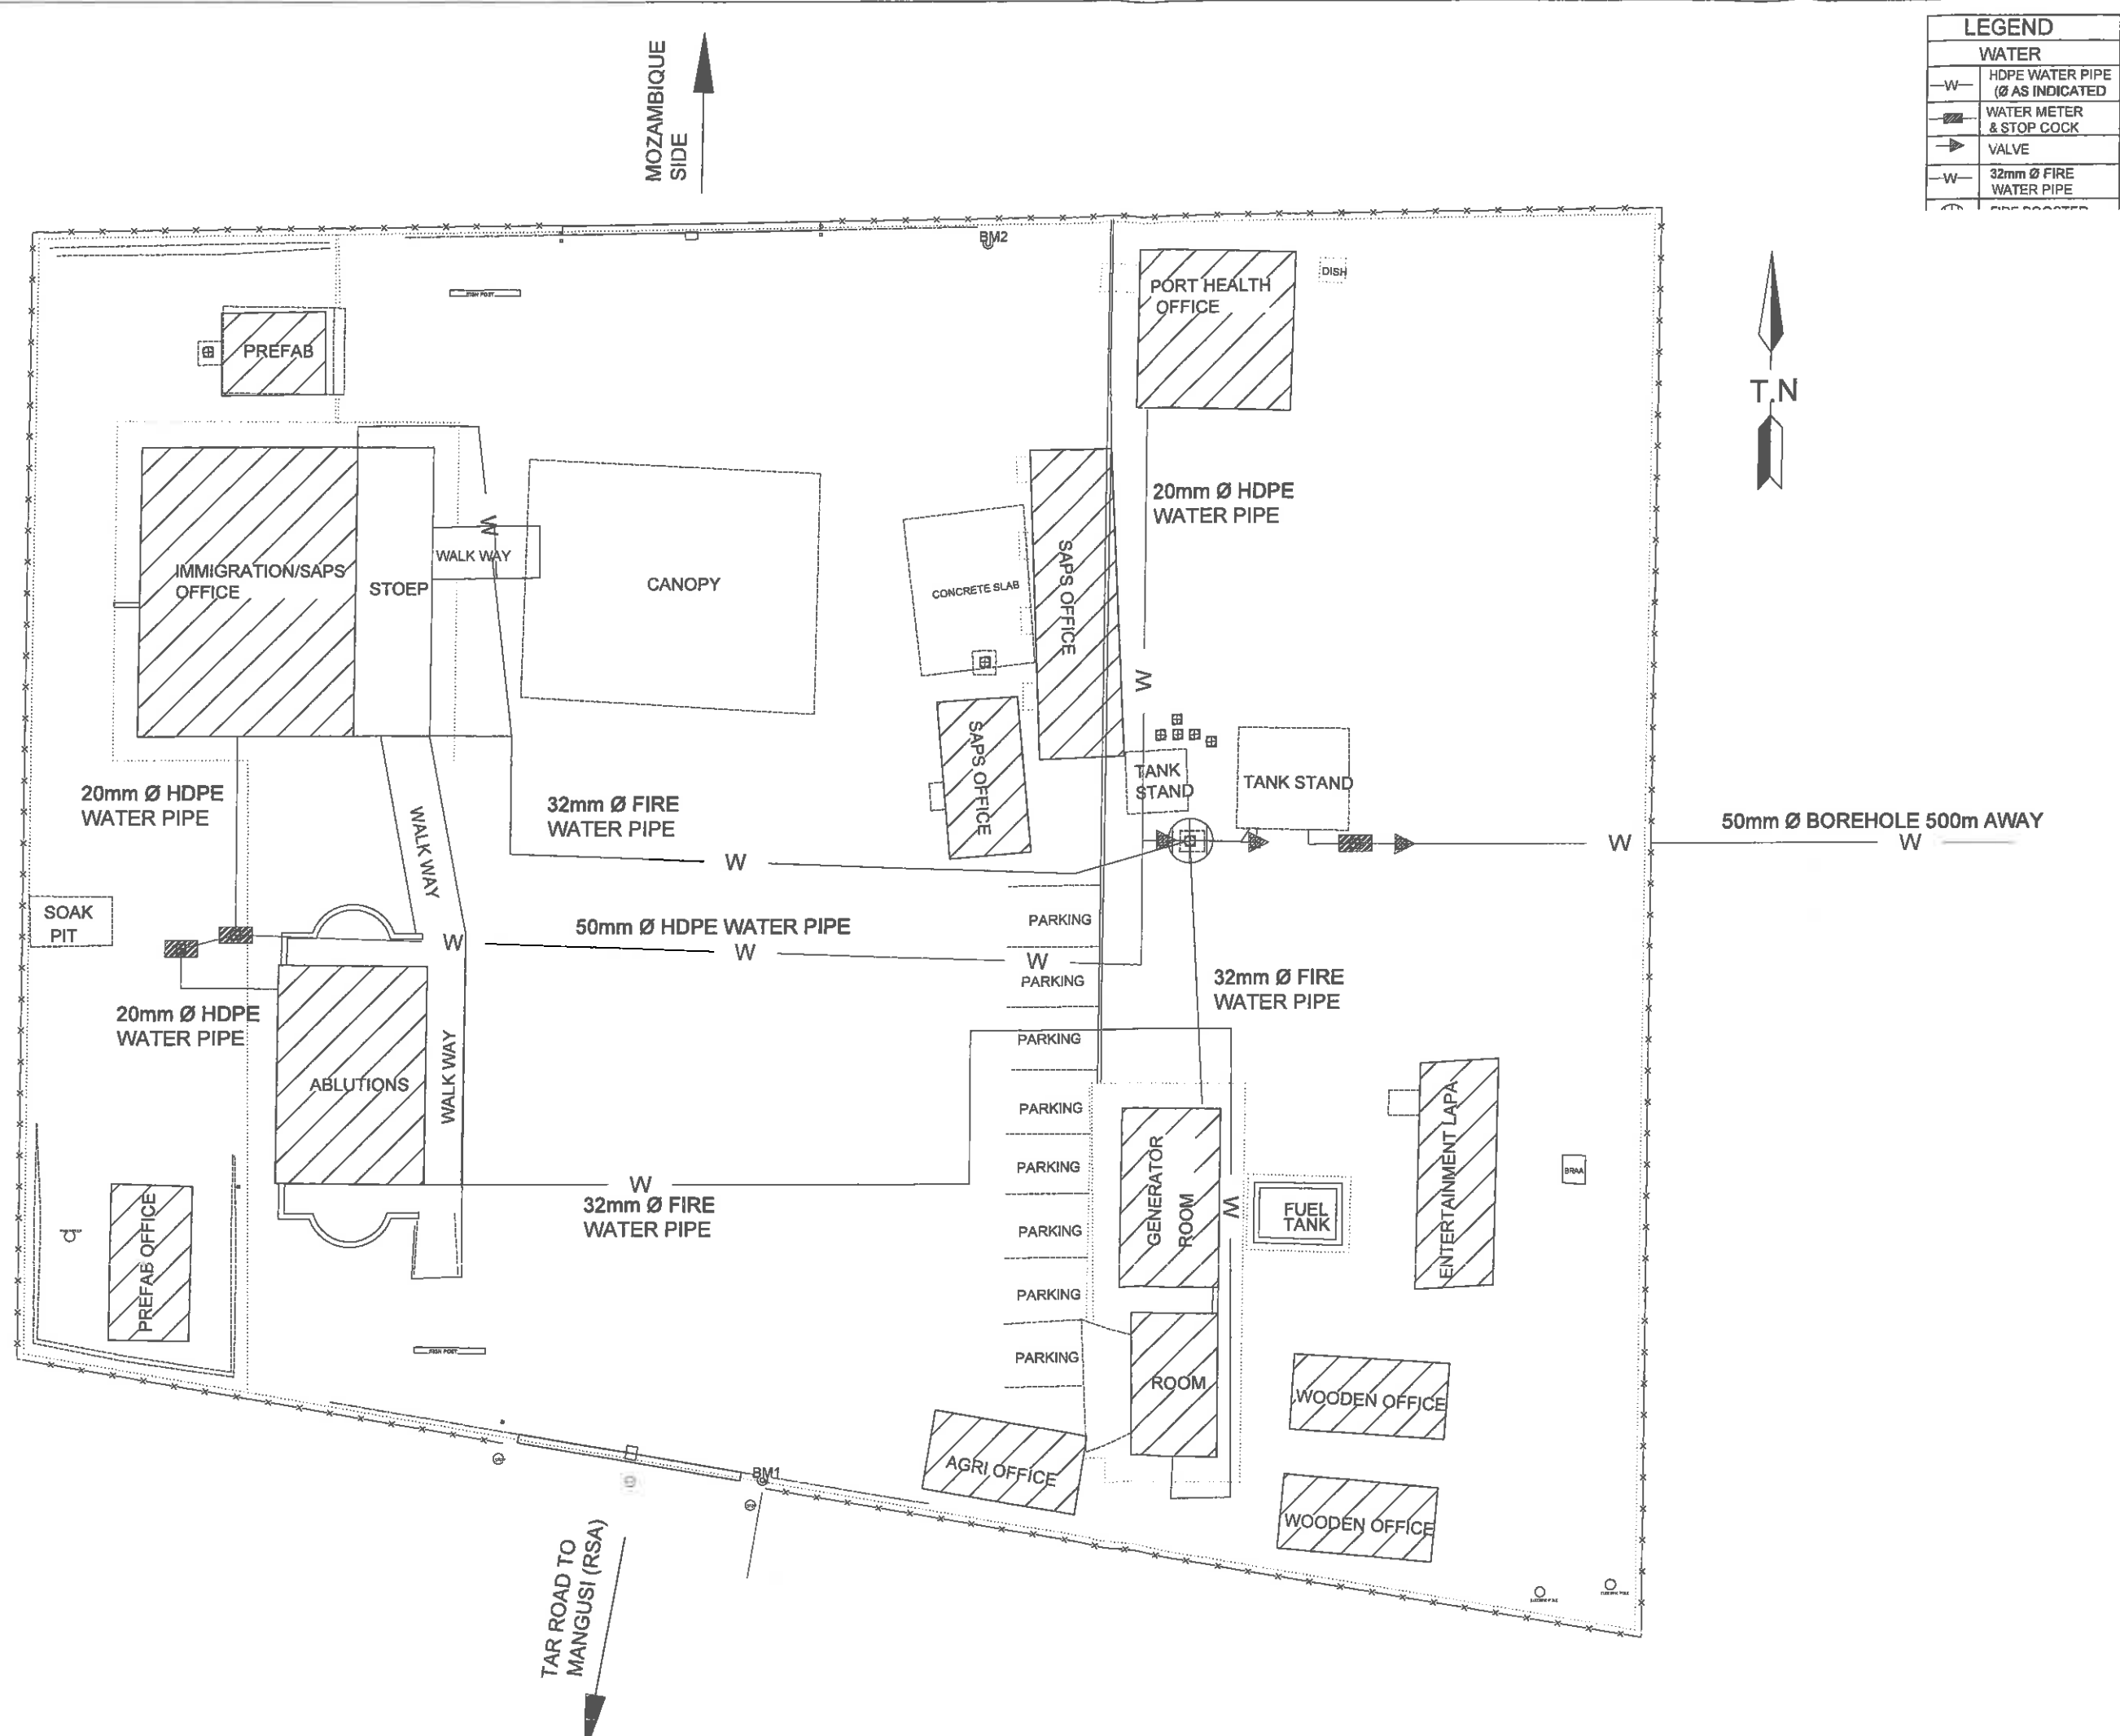 LEGEND
WATER
W
HDPE WATER PIPE
(Ø AS INDICATED
WATER METER
& STOP COCK
VALVE
W
32mm Ø FIRE
WATER PIPE
MOZAMBIQUE
SIDE
BM2
PORT HEALTH
OFFICE
DISH
T.N
PREFAB
20mm Ø HDPE
WATER PIPE
W
WALK WAY
IMMIGRATION/SAPS
OFFICE
STOEP
CANOPY
CONCRETE SLAB
SAPS OFFICE
W
SAPS OFFICE
TANK
STAND
TANK STAND
20mm Ø HDPE
WATER PIPE
WALK WAY
32mm Ø FIRE
WATER PIPE
W
W
50mm Ø BOREHOLE 500m AWAY
W
SOAK
PIT
50mm Ø HDPE WATER PIPE
W
W
W
PARKING
PARKING
32mm Ø FIRE
WATER PIPE
20mm Ø HDPE
WATER PIPE
PARKING
ABLUTIONS
WALK WAY
PARKING
PARKING
PARKING
PARKING
PARKING
W
32mm Ø FIRE
WATER PIPE
GENERATOR
ROOM
W
FUEL
TANK
ENTERTAINMENT LAPA
BRAA
PREFAB OFFICE
ROOM
WOODEN OFFICE
AGRI OFFICE
BM1
WOODEN OFFICE
TAR ROAD TO
MANGUSI (RSA)